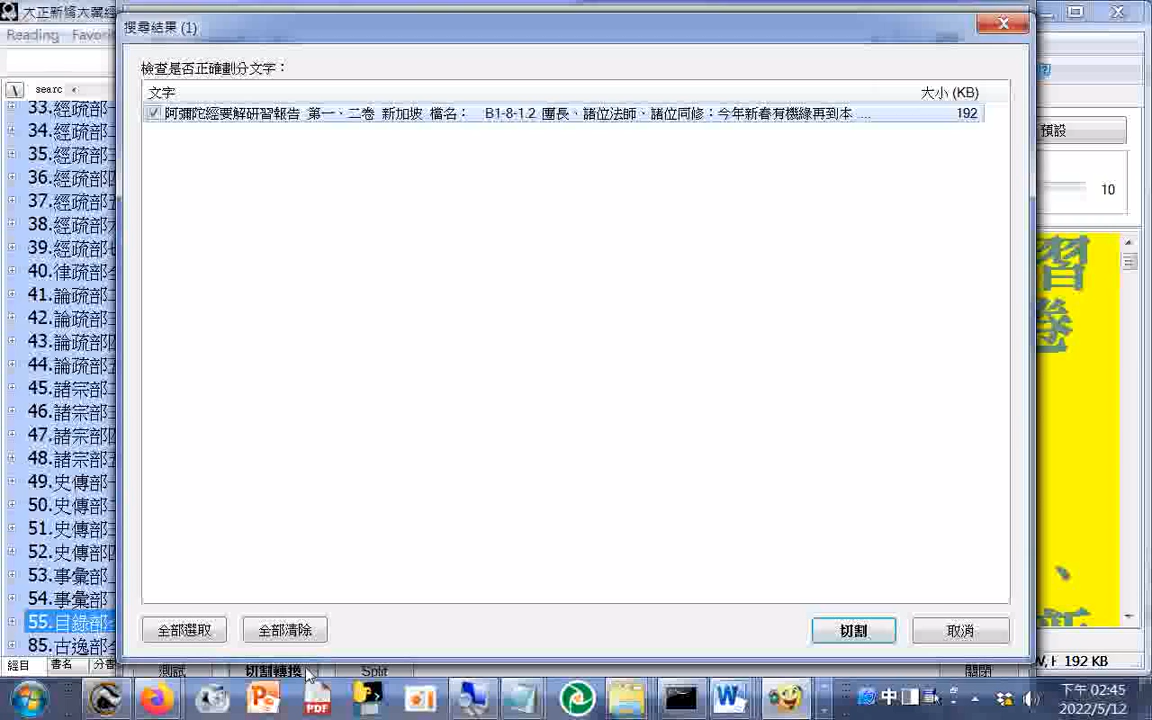 大正新脩大藏經
Reading
搜尋結果 (1)
檢查是否正確劃分文字：
文字
大小 (KB)
阿彌陀經要解研習報告 第一、二卷 新加坡 檔名： B1-8-1.2 團長、諸位法師、諸位同修：今年新春有機緣再到本 ....
192
searc
33.經疏部
34.經疏部
35.經疏部
36.經疏部
37.經疏部
38.經疏部
39.經疏部
40.律疏部
41.論疏部
42.論疏部
43.論疏部
44.論疏部
45.諸宗部
46.諸宗部
47.諸宗部
48.諸宗部
49.史傳部
50.史傳部
51.史傳部
52.史傳部
53.事彙部
54.事彙部
55.目錄部
85.古逸部
預設
10
習
卷
全部選取
全部清除
切割
取消
經目
書名
測試
切割轉換
Split
關閉
192 KB
PDF
中
下午 02:45
2022/5/12